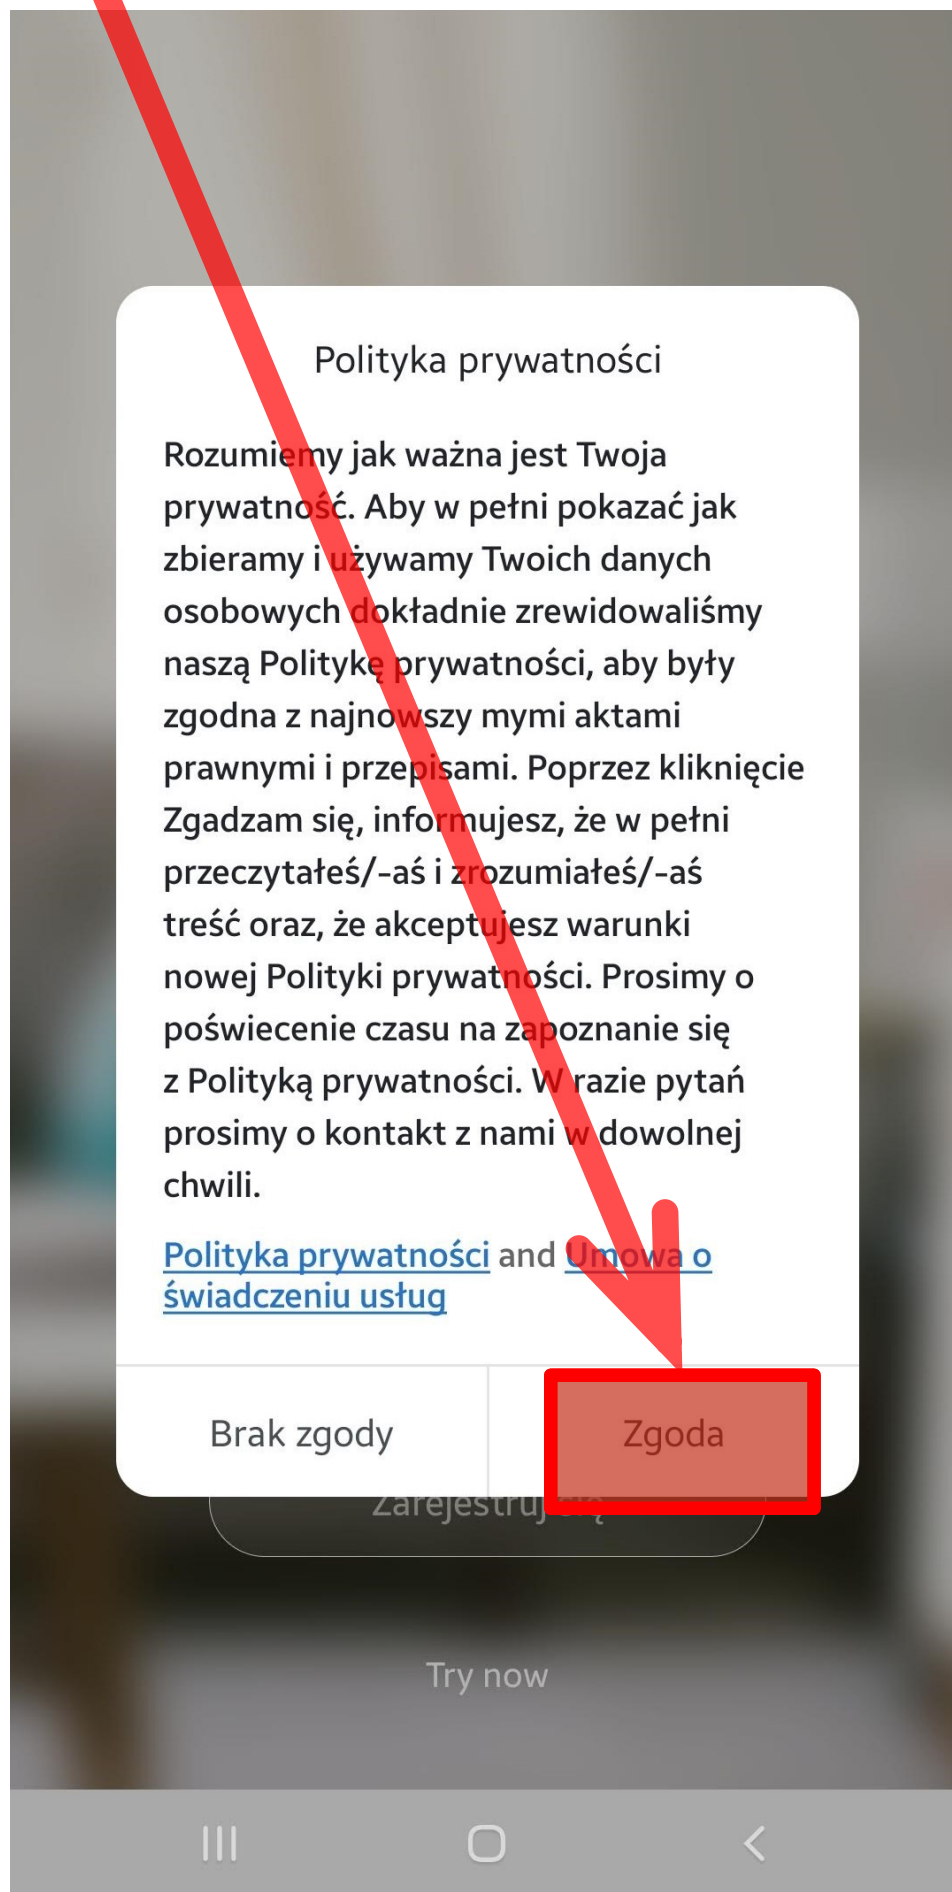 Polityka prywatności
Rozumiemy jak ważna jest Twoja
prywatność. Aby w pełni pokazać jak
zbieramy i używamy Twoich danych
osobowych dokładnie zrewidowaliśmy
naszą Politykę prywatności, aby były
zgodna z najnowszy mymi aktami
prawnymi i przepisami. Poprzez kliknięcie
Zgadzam się, informujesz, że w pełni
przeczytałeś/-aś i zrozumiałeś/-aś
treść oraz, że akceptujesz warunki
nowej Polityki prywatności. Prosimy o
poświecenie czasu na zapoznanie się
z Polityką prywatności. W razie pytań
prosimy o kontakt z nami w dowolnej
chwili.
Polityka prywatności and Umowa o
świadczeniu usług
Brak zgody Zgoda
Zarejestruj się
Try now